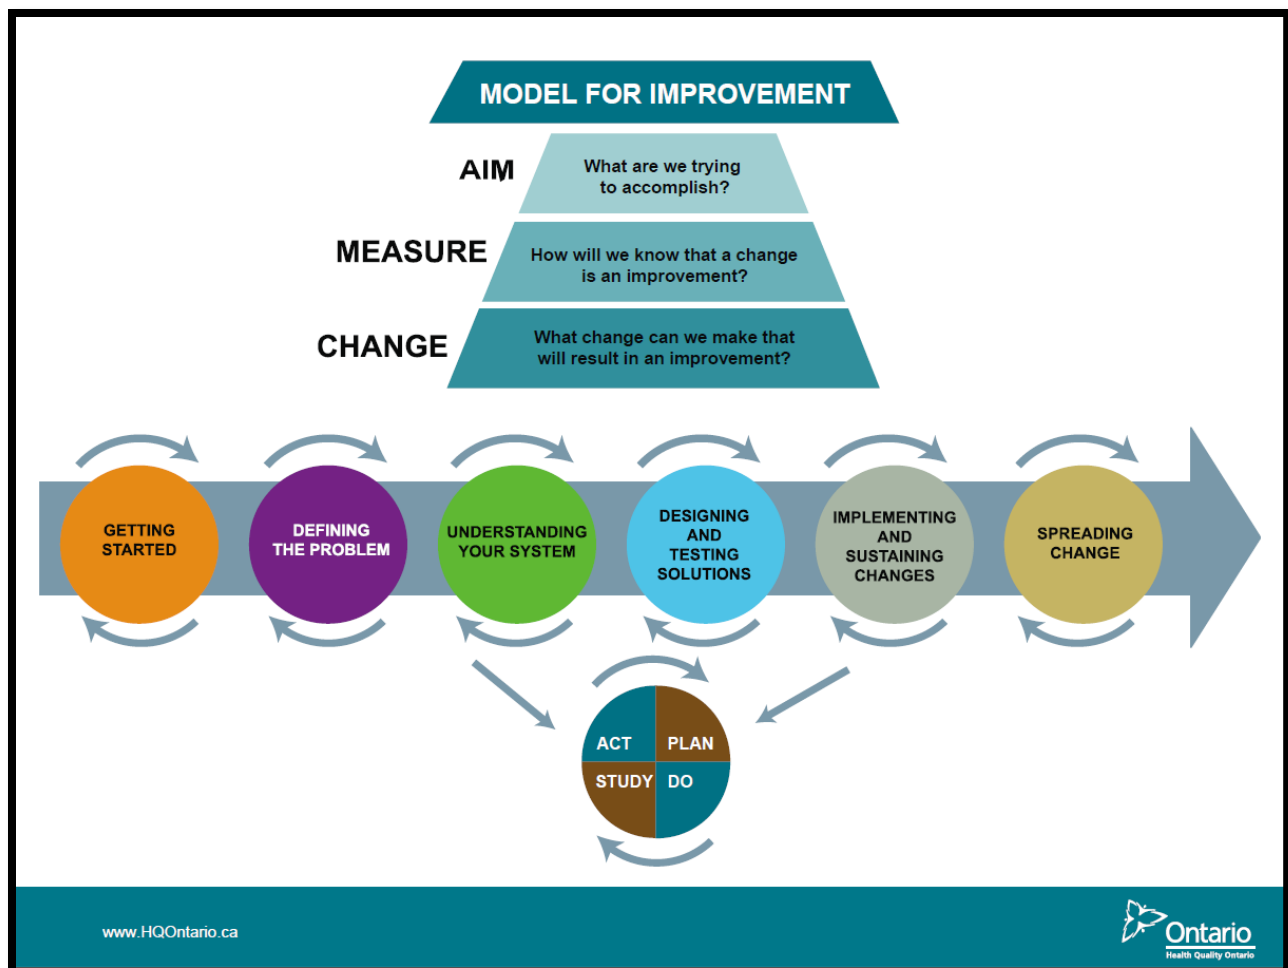 MODEL FOR IMPROVEMENT
AIM
What are we trying
to accomplish?
MEASURE
How will we know that a change
is an improvement?
CHANGE
What change can we make that
will result in an improvement?
GETTING
STARTED
DEFINING
THE PROBLEM
UNDERSTANDING
YOUR SYSTEM
DESIGNING
AND
TESTING
SOLUTIONS
IMPLEMENTING
AND
SUSTAINING
CHANGES
SPREADING
CHANGE
ACT
PLAN
STUDY
DO
www.HQOntario.ca
Ontario
Health Quality Ontario